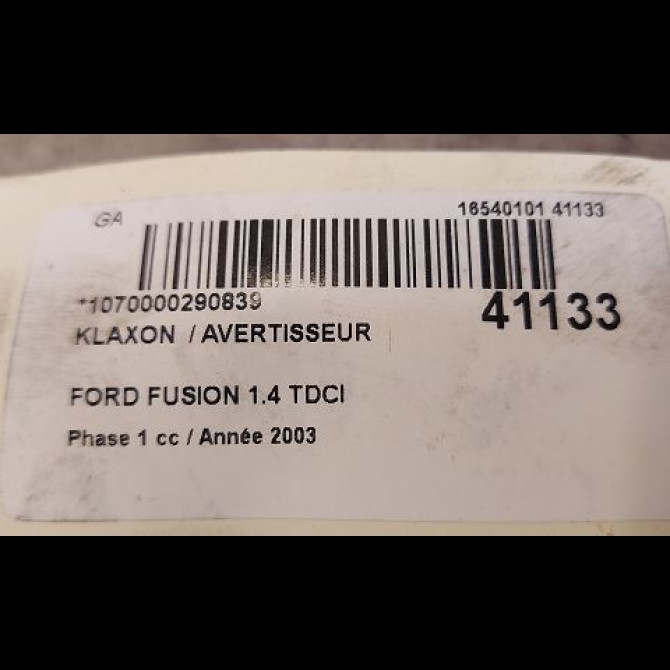 GA
16540101 41133
*1070000290839
41133
KLAXON / AVERTISSEUR
FORD FUSION 1.4 TDCI
Phase 1 cc / Année 2003